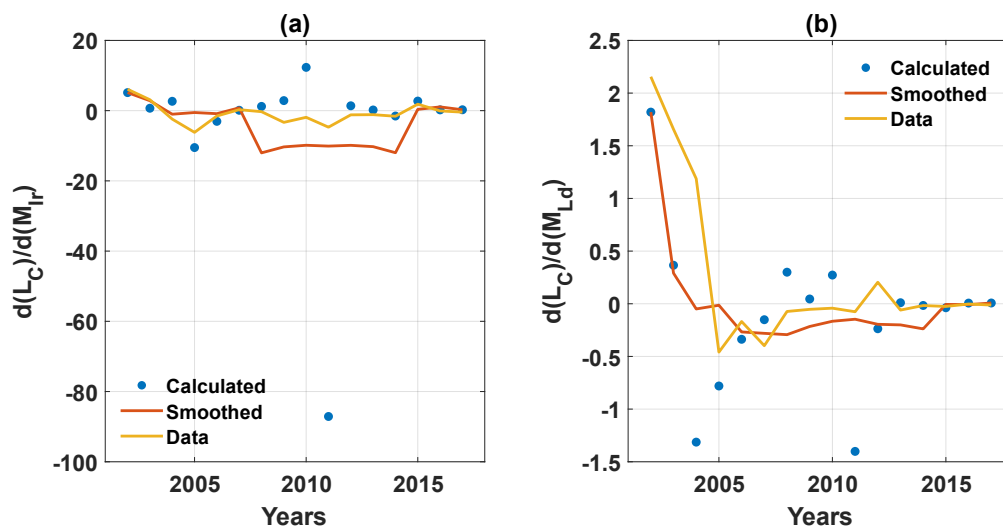 (a)
20
0
-20
-40
-60
-80
-100
d(L_C)/d(M_Ir)
Calculated
Smoothed
Data
2005
2010
2015
Years
(b)
2.5
2
1.5
1
0.5
0
-0.5
-1
-1.5
d(L_C)/d(M_Ld)
Calculated
Smoothed
Data
2005
2010
2015
Years